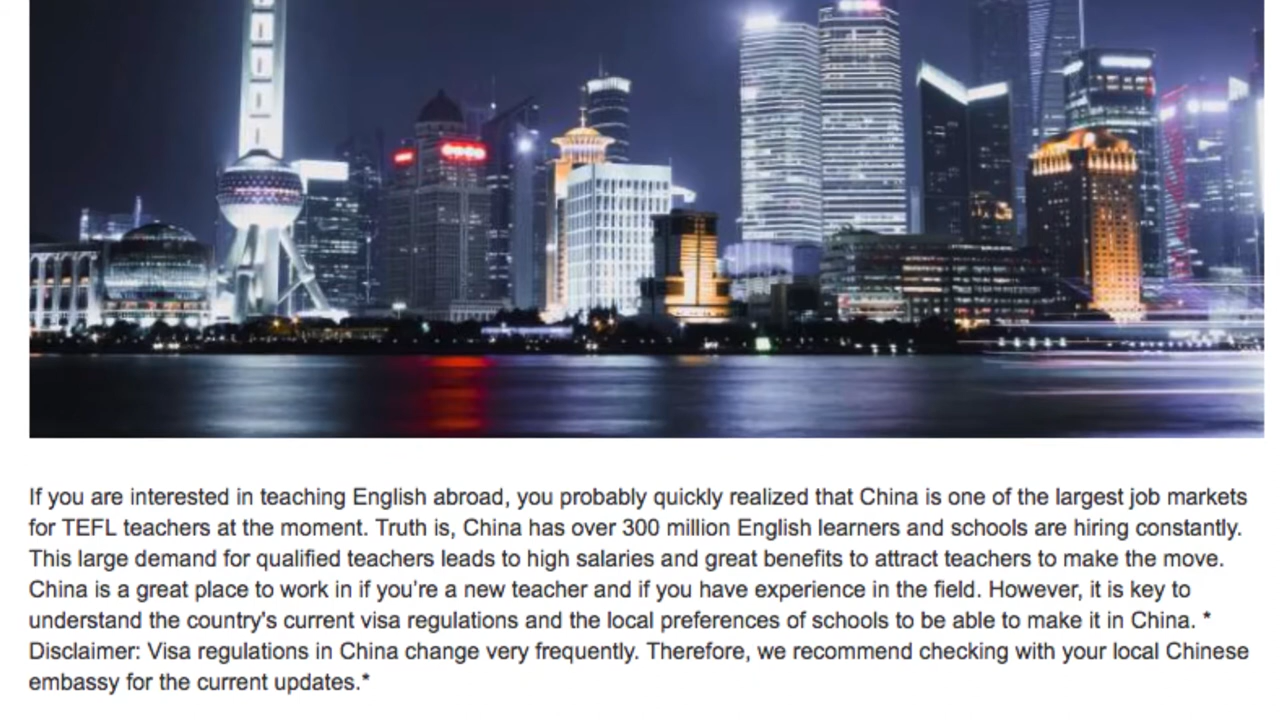 If you are interested in teaching English abroad, you probably quickly realized that China is one of the largest job markets
for TEFL teachers at the moment. Truth is, China has over 300 million English learners and schools are hiring constantly.
This large demand for qualified teachers leads to high salaries and great benefits to attract teachers to make the move.
China is a great place to work in if you're a new teacher and if you have experience in the field. However, it is key to
understand the country's current visa regulations and the local preferences of schools to be able to make it in China. *
Disclaimer: Visa regulations in China change very frequently. Therefore, we recommend checking with your local Chinese
embassy for the current updates.*